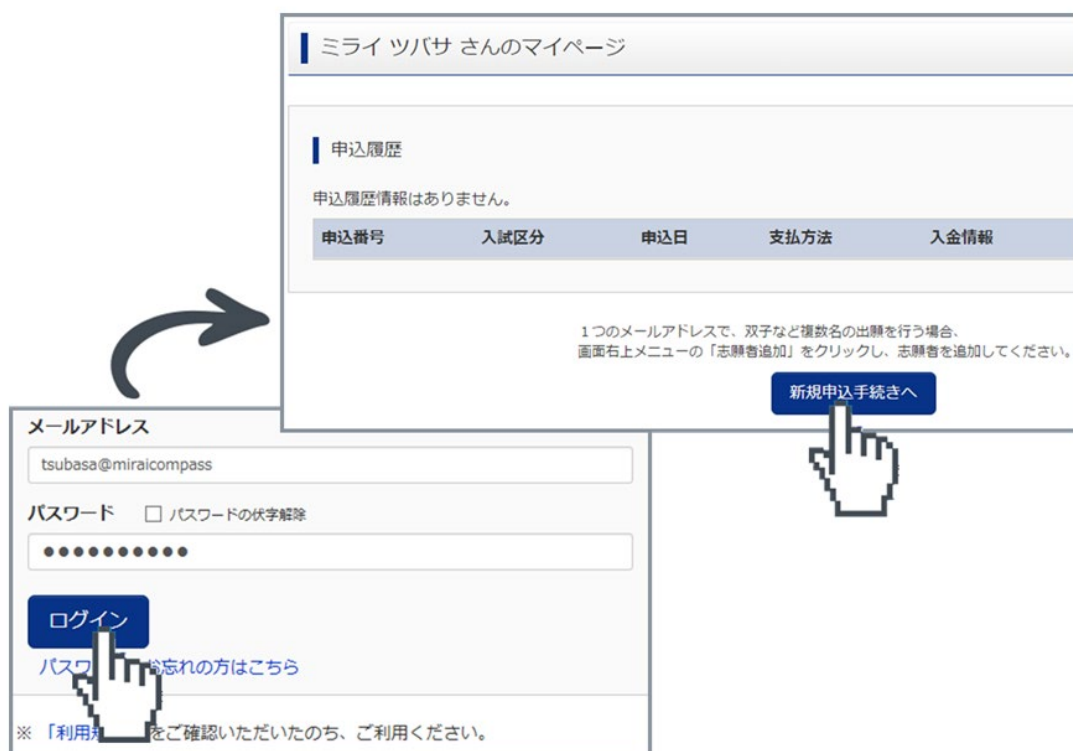 ミライ ツバサ さんのマイページ
申込履歴
申込履歴情報はありません。
申込番号 入試区分 申込日 支払方法 入金情報
1つのメールアドレスで、双子など複数名の出願を行う場合、
画面右上メニューの「志願者追加」をクリックし、志願者を追加してください。
新規申込手続きへ
メールアドレス
tsubasa@miraicompass
パスワード パスワードの伏字解除
●●●●●●●●●●
ログイン
パスワ お忘れの方はこちら
※ 「利用 をご確認いただいたのち、ご利用ください。